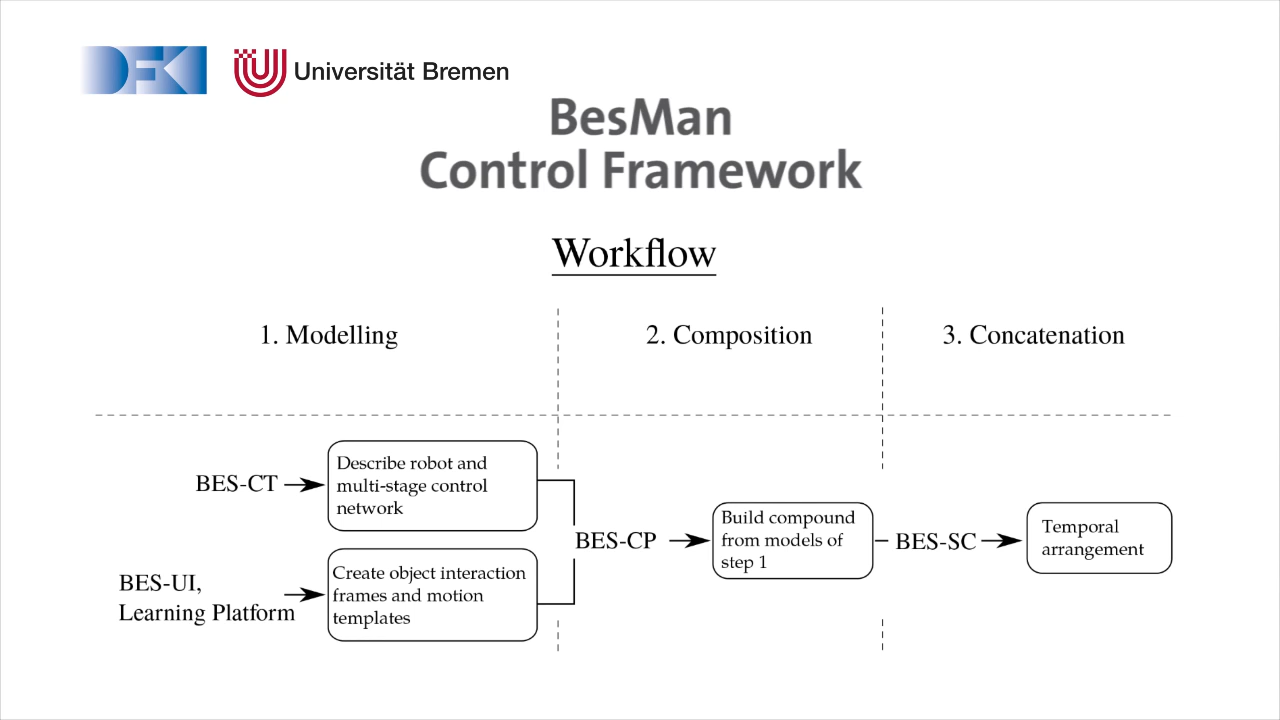 DFKI
Universität Bremen
BesMan
Control Framework
Workflow
1. Modelling
2. Composition
3. Concatenation
BES-CT
Describe robot and
multi-stage control
network
BES-UI,
Learning Platform
Create object interaction
frames and motion
templates
BES-CP
Build compound
from models of
step 1
BES-SC
Temporal
arrangement